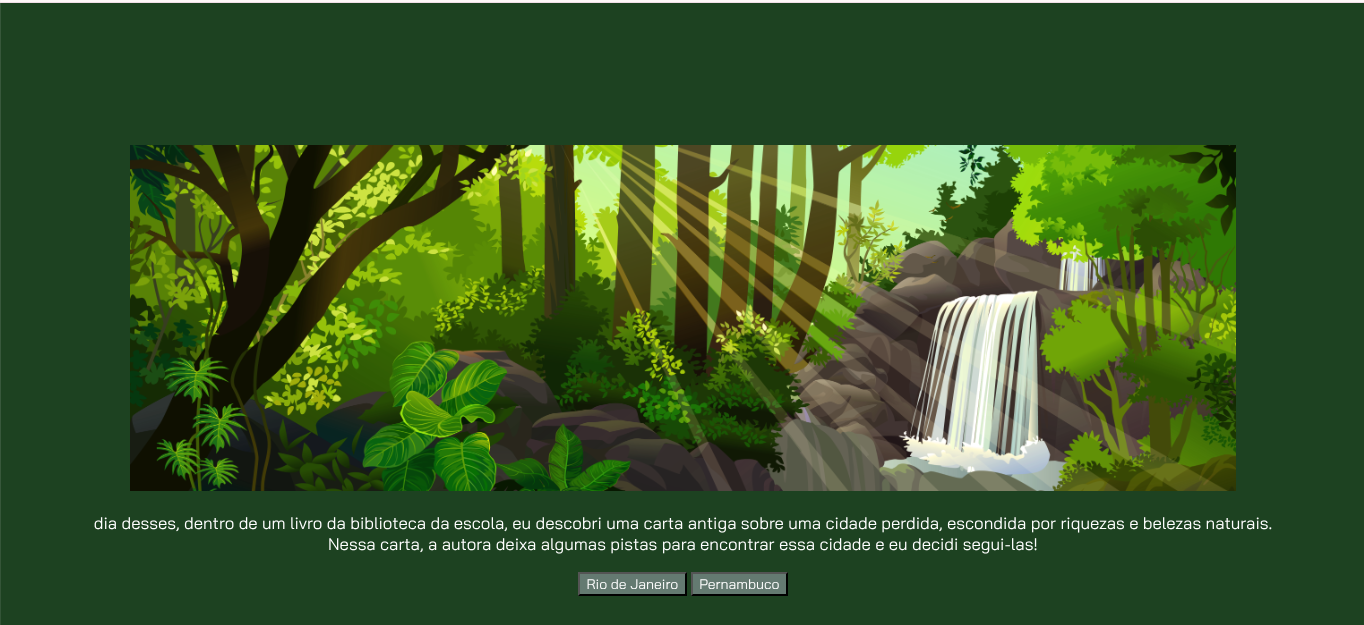 dia desses, dentro de um livro da biblioteca da escola, eu descobri uma carta antiga sobre uma cidade perdida, escondida por riquezas e belezas naturais.
Nessa carta, a autora deixa algumas pistas para encontrar essa cidade e eu decidi segui-las!
Rio de Janeiro Pernambuco